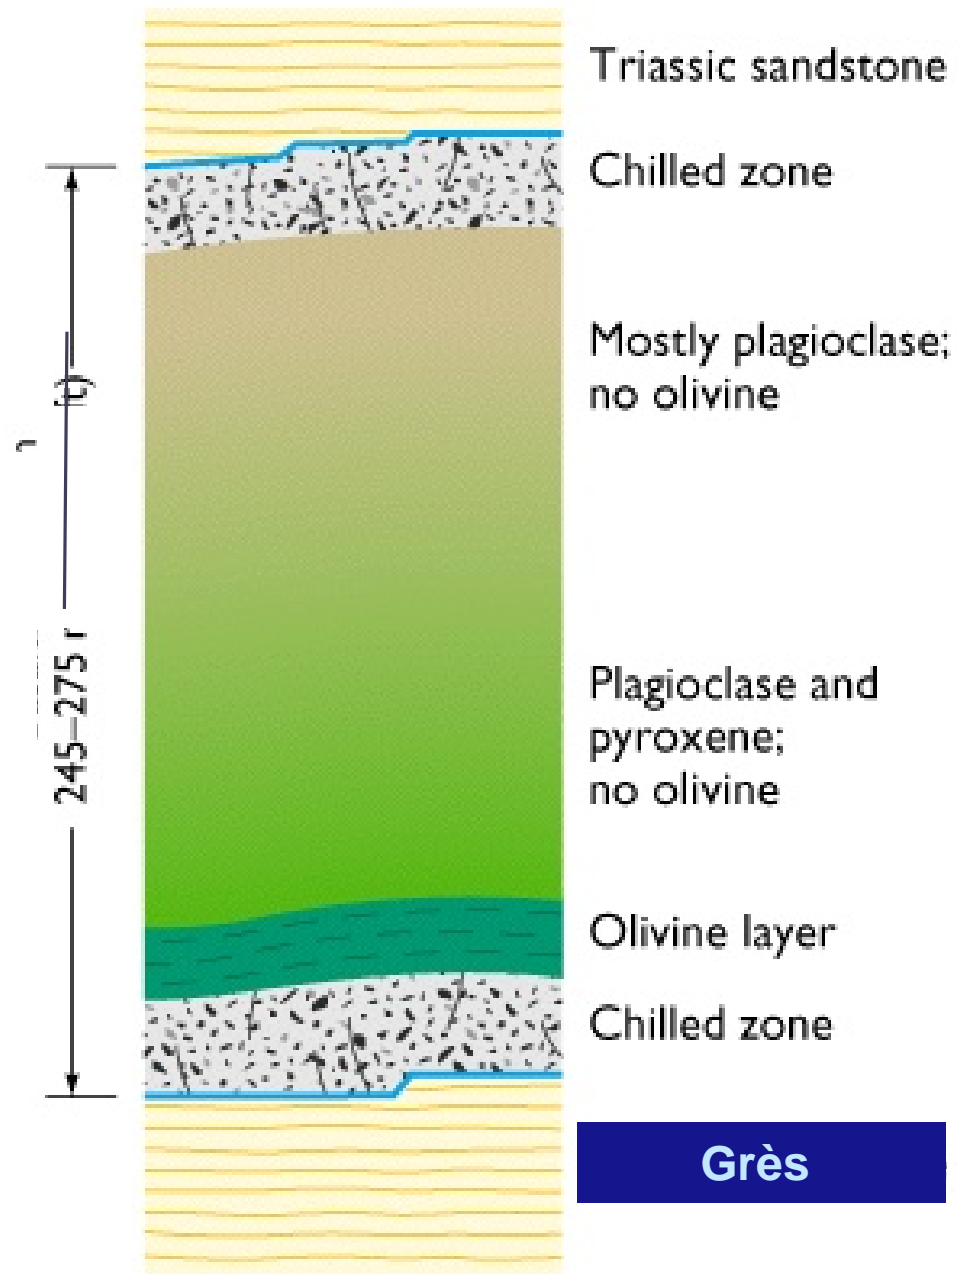 Triassic sandstone
Chilled zone
Mostly plagioclase;
no olivine
245–275
Plagioclase and
pyroxene;
no olivine
Olivine layer
Chilled zone
Grès